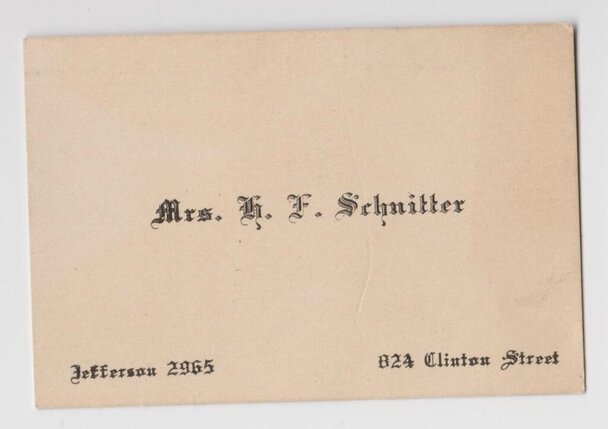 Mrs. H. F. Schnitter
Jefferson 2965
824 Clinton Street